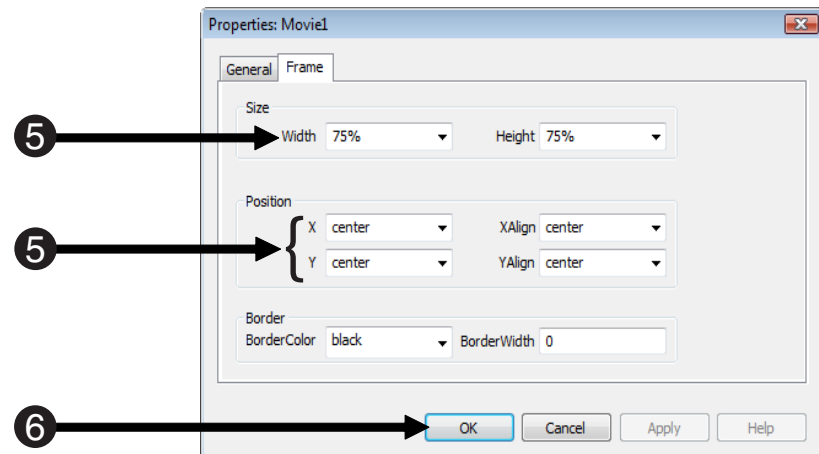 Properties: Movie1
General Frame
Size
5 Width 75% Height 75%
Position
X center XAlign center
5
Y center YAlign center
Border
BorderColor black BorderWidth 0
6 OK Cancel Apply Help